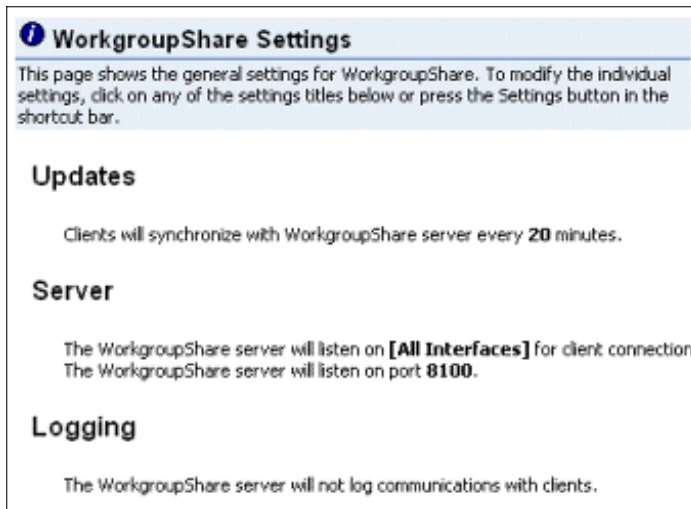 WorkgroupShare Settings
This page shows the general settings for WorkgroupShare. To modify the individual
settings, click on any of the settings titles below or press the Settings button in the
shortcut bar.
Updates
Clients will synchronize with WorkgroupShare server every 20 minutes.
Server
The WorkgroupShare server will listen on [All Interfaces] for client connection
The WorkgroupShare server will listen on port 8100.
Logging
The WorkgroupShare server will not log communications with clients.